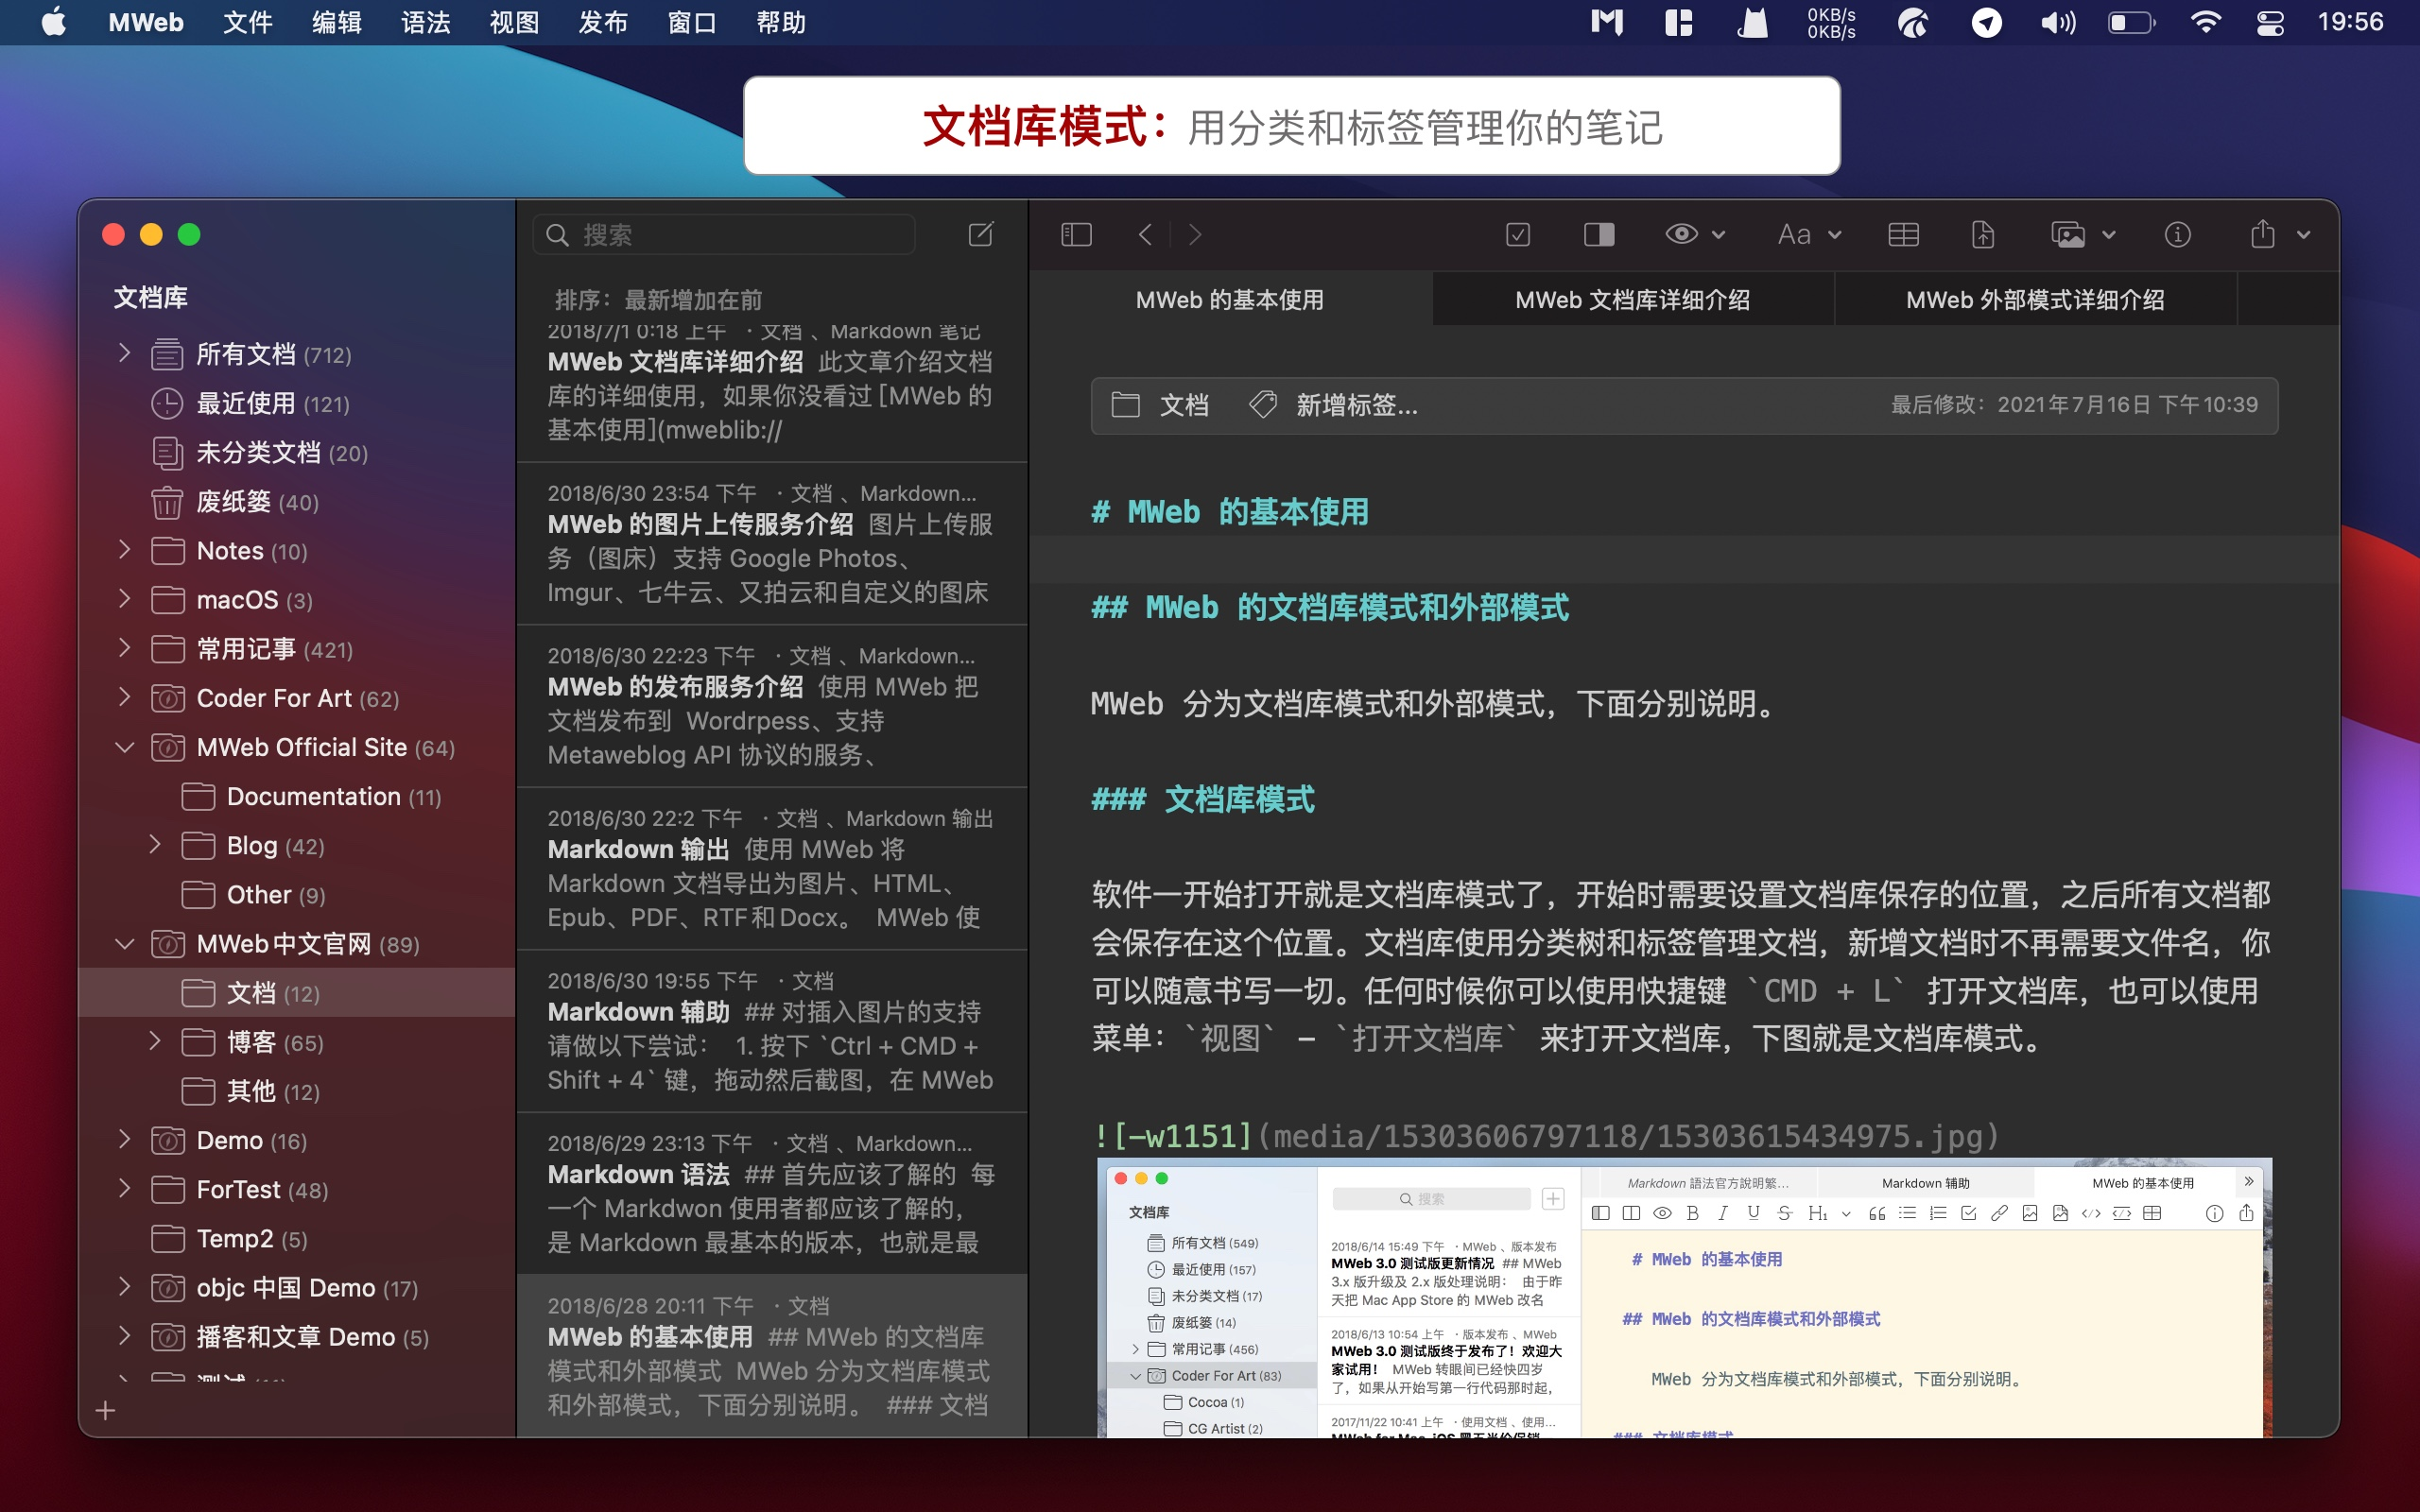 MWeb 文件 编辑 语法 视图 发布 窗口 帮助 0KB/s 19:56
0KB/s
文档库模式：用分类和标签管理你的笔记
文档库
所有文档 (712)
最近使用 (121)
未分类文档 (20)
废纸篓 (40)
Notes (10)
macOS (3)
常用记事 (421)
Coder For Art (62)
MWeb Official Site (64)
Documentation (11)
Blog (42)
Other (9)
MWeb中文官网 (89)
文档 (12)
博客 (65)
其他 (12)
Demo (16)
ForTest (48)
Temp2 (5)
objc 中国 Demo (17)
播客和文章 Demo (5)
测试
搜索
排序：最新增加在前
2018/7/1 0:18 上午 · 文档 、Markdown 笔记
MWeb 文档库详细介绍 此文章介绍文档
库的详细使用，如果你没看过 [MWeb 的
基本使用](mweblib://
2018/6/30 23:54 下午 · 文档 、Markdown...
MWeb 的图片上传服务介绍 图片上传服
务（图床）支持 Google Photos、
Imgur、七牛云、又拍云和自定义的图床
2018/6/30 22:23 下午 · 文档 、Markdown...
MWeb 的发布服务介绍 使用 MWeb 把
文档发布到 Wordrpess、支持
Metaweblog API 协议的服务、
2018/6/30 22:2 下午 · 文档 、Markdown 输出
Markdown 输出 使用 MWeb 将
Markdown 文档导出为图片、HTML、
Epub、PDF、RTF和Docx。 MWeb 使
2018/6/30 19:55 下午 · 文档
Markdown 辅助 ## 对插入图片的支持
请做以下尝试： 1. 按下 `Ctrl + CMD +
Shift + 4` 键，拖动然后截图，在 MWeb
2018/6/29 23:13 下午 · 文档 、Markdown...
Markdown 语法 ## 首先应该了解的 每
一个 Markdwon 使用者都应该了解的，
是 Markdown 最基本的版本，也就是最
2018/6/28 20:11 下午 · 文档
MWeb 的基本使用 ## MWeb 的文档库
模式和外部模式 MWeb 分为文档库模式
和外部模式，下面分别说明。 ### 文档
Aa
MWeb 的基本使用 MWeb 文档库详细介绍 MWeb 外部模式详细介绍
文档 新增标签... 最后修改：2021年7月16日 下午10:39
# MWeb 的基本使用
## MWeb 的文档库模式和外部模式
MWeb 分为文档库模式和外部模式，下面分别说明。
### 文档库模式
软件一开始打开就是文档库模式了，开始时需要设置文档库保存的位置，之后所有文档都
会保存在这个位置。文档库使用分类树和标签管理文档，新增文档时不再需要文件名，你
可以随意书写一切。任何时候你可以使用快捷键 `CMD + L` 打开文档库，也可以使用
菜单：`视图` - `打开文档库` 来打开文档库，下图就是文档库模式。
![-w1151](media/15303606797118/15303615434975.jpg)
文档库
所有文档 (549)
最近使用 (157)
未分类文档 (17)
废纸篓 (14)
常用记事 (456)
Coder For Art (83)
Cocoa (1)
CG Artist (2)
搜索
2018/6/14 15:49 下午 · MWeb 、版本发布
MWeb 3.0 测试版更新情况 ## MWeb
3.x 版升级及 2.x 版处理说明： 由于昨
天把 Mac App Store 的 MWeb 改名
2018/6/13 10:54 上午 · 版本发布 、MWeb
MWeb 3.0 测试版终于发布了！欢迎大
家试用！ MWeb 转眼间已经快四岁
了，如果从开始写第一行代码那时起，
2017/11/22 10:41 上午 · 使用文档 、使用...
MWeb for Mac、iOS 黑五半价促销
Markdown 語法官方說明繁... Markdown 辅助 MWeb 的基本使用
B I U S H1
# MWeb 的基本使用
## MWeb 的文档库模式和外部模式
MWeb 分为文档库模式和外部模式，下面分别说明。
### 文档库模式